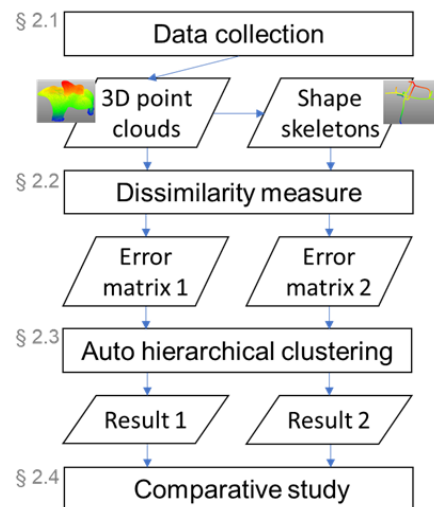 § 2.1
Data collection
3D point
clouds
Shape
skeletons
§ 2.2
Dissimilarity measure
Error
matrix 1
Error
matrix 2
§ 2.3
Auto hierarchical clustering
Result 1
Result 2
§ 2.4
Comparative study